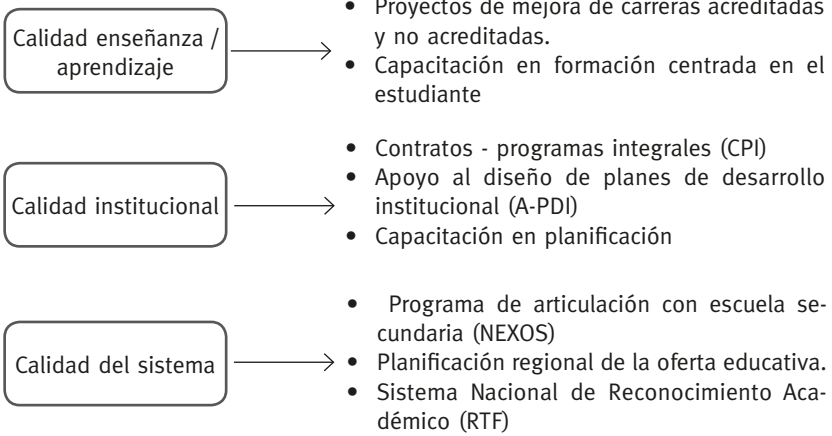 Calidad enseñanza /
aprendizaje
• Proyectos de mejora de carreras acreditadas
y no acreditadas.
• Capacitación en formación centrada en el
estudiante
Calidad institucional
• Contratos - programas integrales (CPI)
• Apoyo al diseño de planes de desarrollo
institucional (A-PDI)
• Capacitación en planificación
Calidad del sistema
• Programa de articulación con escuela se-
cundaria (NEXOS)
• Planificación regional de la oferta educativa.
• Sistema Nacional de Reconocimiento Aca-
démico (RTF)